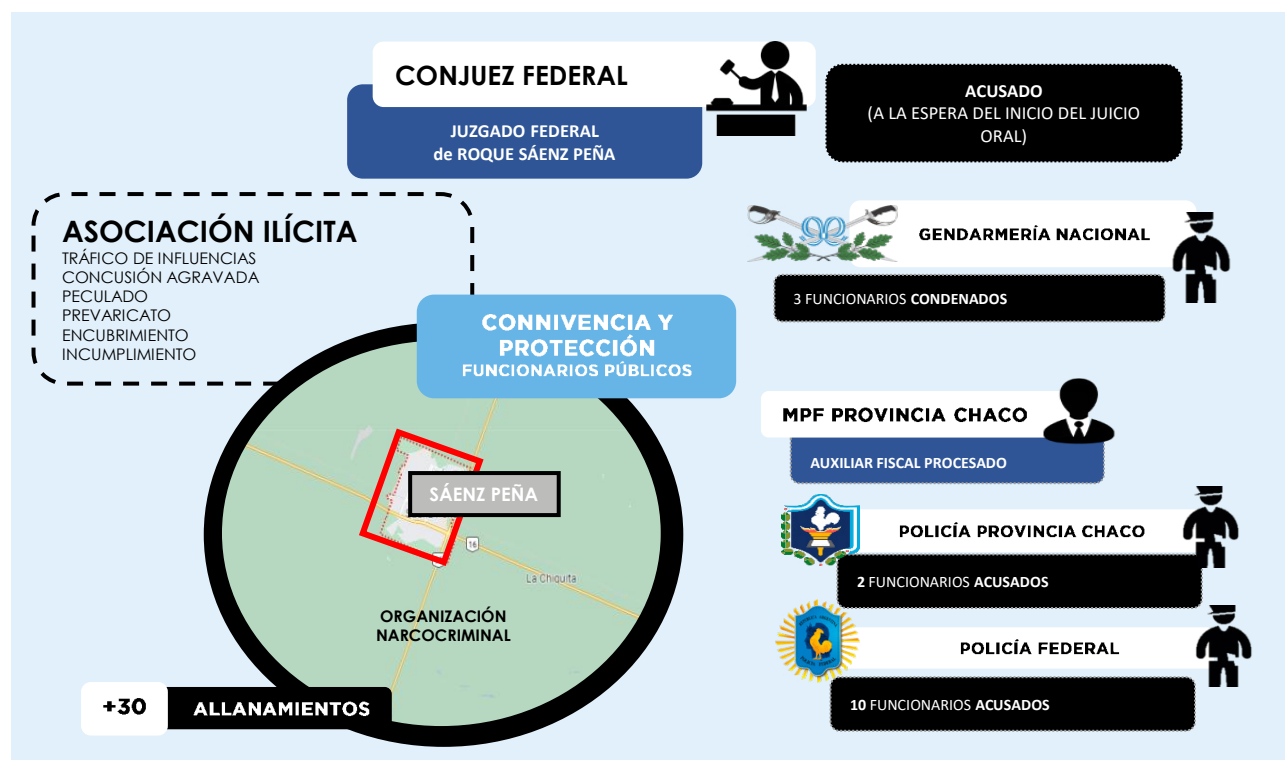 CONJUEZ FEDERAL
JUZGADO FEDERAL
de ROQUE SÁENZ PEÑA
ACUSADO
(A LA ESPERA DEL INICIO DEL JUICIO
ORAL)
ASOCIACIÓN ILÍCITA
TRÁFICO DE INFLUENCIAS
CONCUSIÓN AGRAVADA
PECULADO
PREVARICATO
ENCUBRIMIENTO
INCUMPLIMIENTO
CONNIVENCIA Y
PROTECCIÓN
FUNCIONARIOS PÚBLICOS
SÁENZ PEÑA
16
La Chiquita
ORGANIZACIÓN
NARCOCRIMINAL
+30 ALLANAMIENTOS
GENDARMERÍA NACIONAL
3 FUNCIONARIOS CONDENADOS
MPF PROVINCIA CHACO
AUXILIAR FISCAL PROCESADO
POLICÍA PROVINCIA CHACO
2 FUNCIONARIOS ACUSADOS
POLICÍA FEDERAL
10 FUNCIONARIOS ACUSADOS